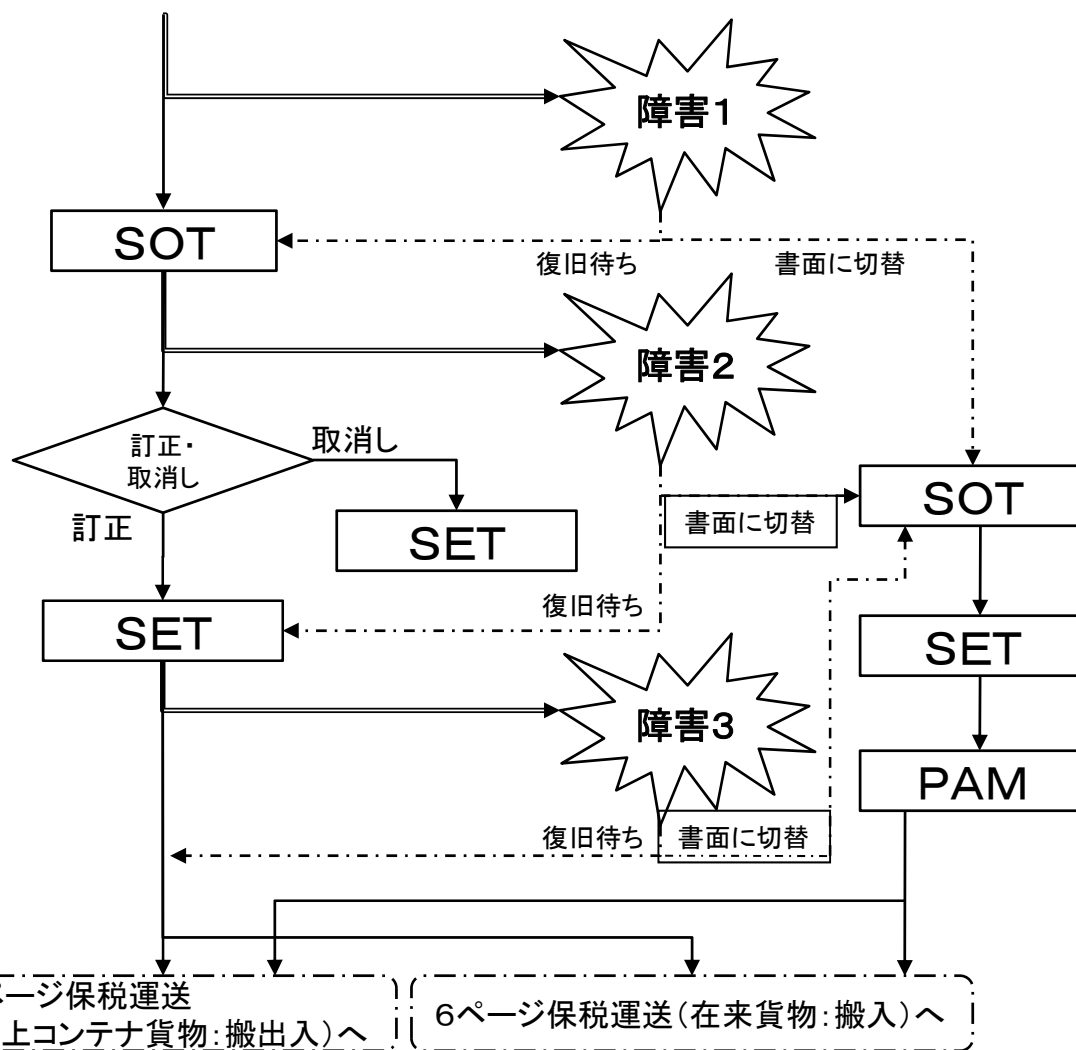 障害1
SOT
復旧待ち
書面に切替
障害2
訂正・
取消し
取消し
訂正
SET
書面に切替
SOT
復旧待ち
SET
SET
障害3
PAM
復旧待ち
書面に切替
ページ保税運送
上コンテナ貨物:搬出入)へ
6ページ保税運送(在来貨物:搬入)へ